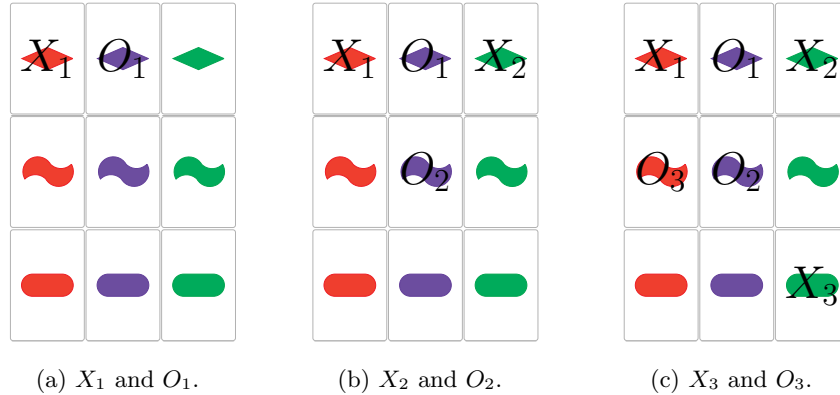 X₁ O₁ X₁ O₁ X₂ X₁ O₁ X₂
O₂ O₃ O₂
X₃
(a) X₁ and O₁. (b) X₂ and O₂. (c) X₃ and O₃.